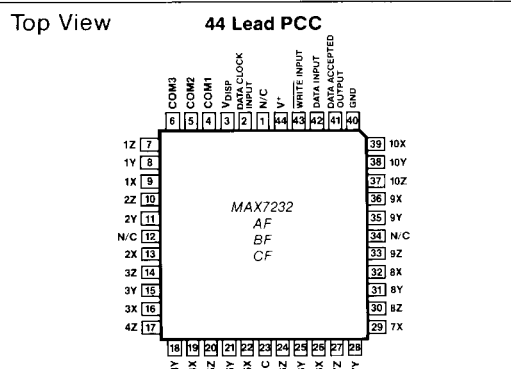 Top View
44 Lead PCC
COM3
COM2
COM1
VDISP
DATA CLOCK INPUT
N/C
V+
WRITE INPUT
DATA INPUT
DATA ACCEPTED OUTPUT
GND
6 5 4 3 2 1 44 43 42 41 40
1Z 7
1Y 8
1X 9
2Z 10
2Y 11
N/C 12
2X 13
3Z 14
3Y 15
3X 16
4Z 17
MAX7232
AF
BF
CF
39 10X
38 10Y
37 10Z
36 9X
35 9Y
34 N/C
33 9Z
32 8X
31 8Y
30 8Z
29 7X
18 19 20 21 22 23 24 25 26 27 28